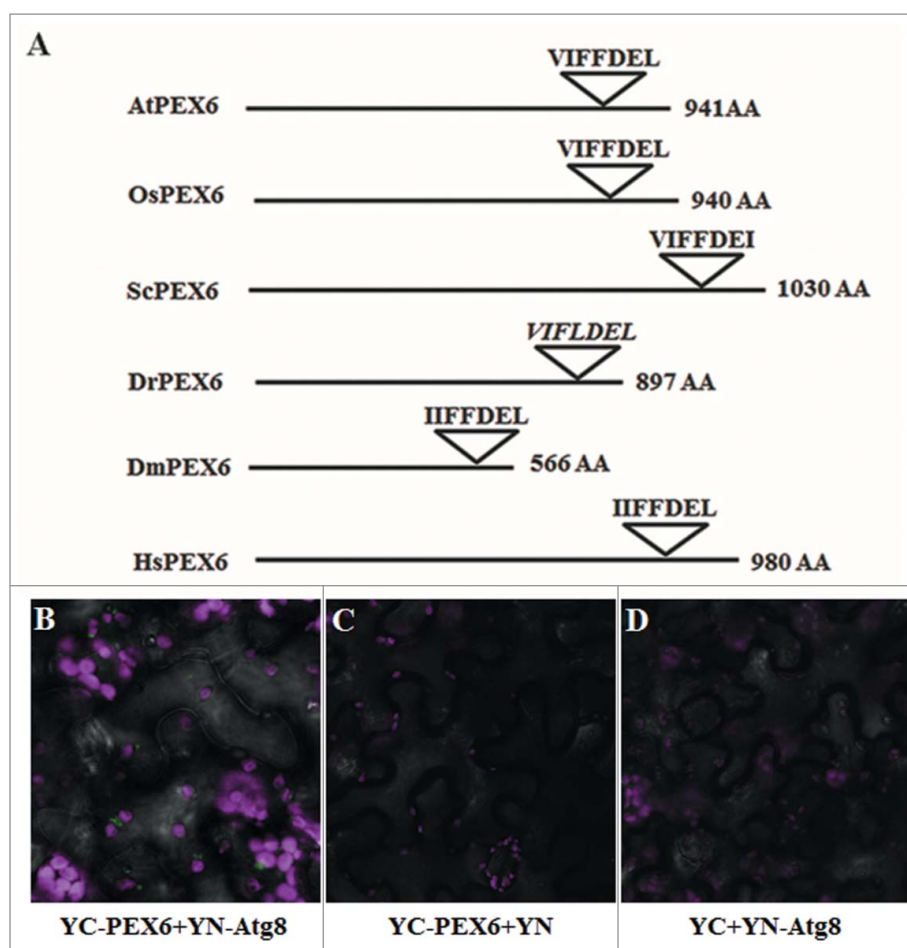 A
VIFFDEL
AtPEX6
941AA
VIFFDEL
OsPEX6
940 AA
VIFFDEI
ScPEX6
1030 AA
VIFLDEL
DrPEX6
897 AA
IIFFDEL
DmPEX6
566 AA
IIFFDEL
HsPEX6
980 AA
B
C
D
YC-PEX6+YN-Atg8
YC-PEX6+YN
YC+YN-Atg8